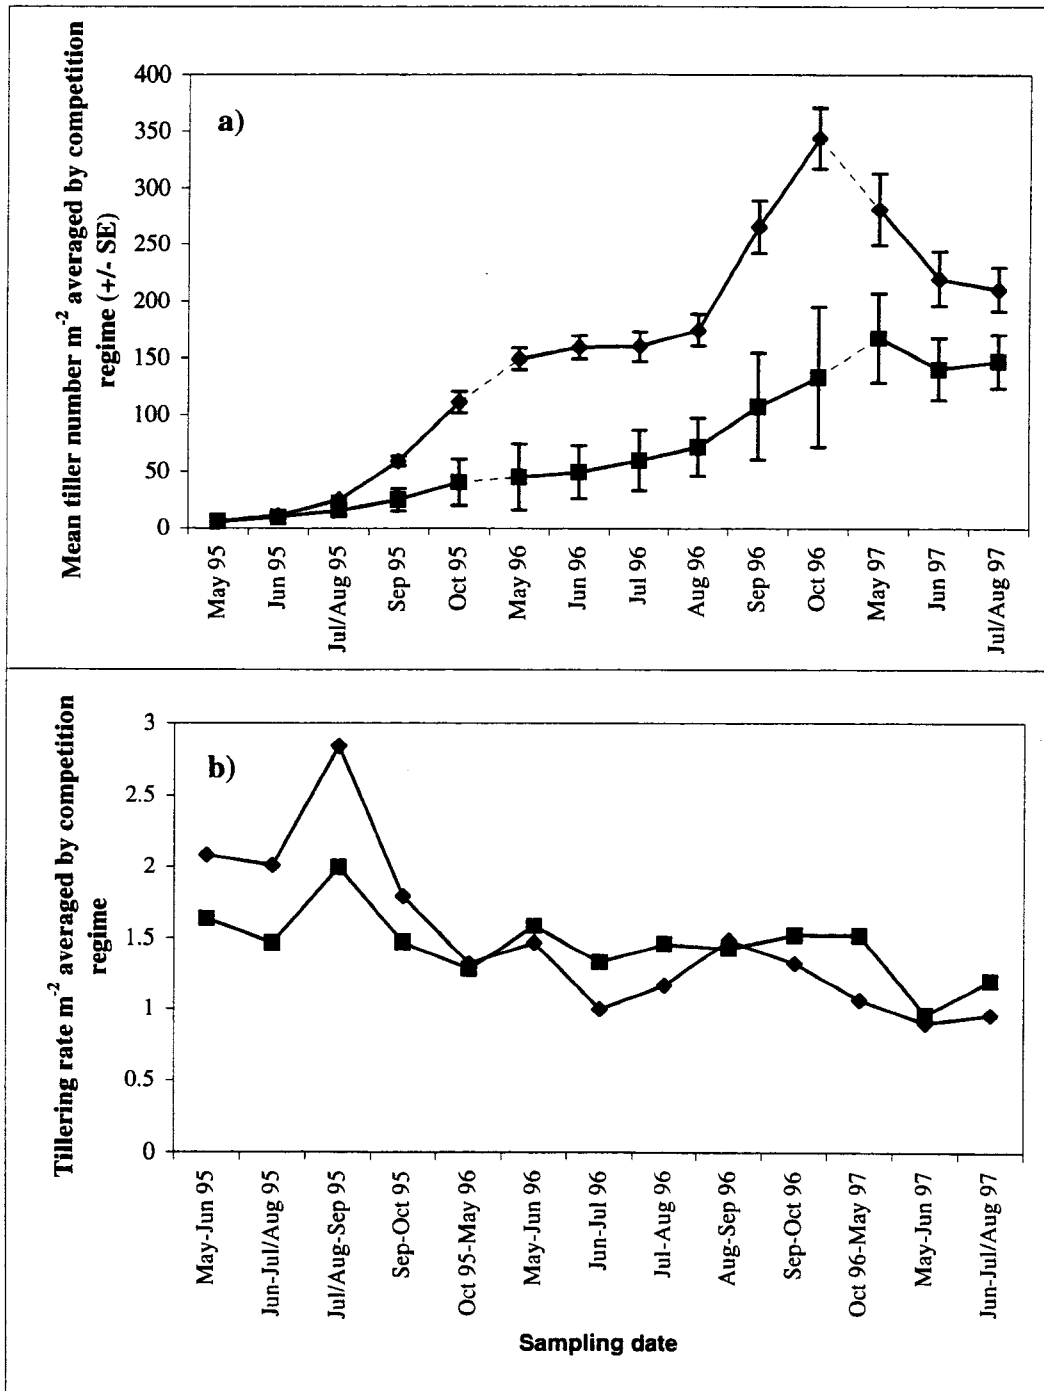 Mean tiller number m⁻² averaged by competition
regime (+/- SE)
400
350
300
250
200
150
100
50
0
a)
May 95
Jun 95
Jul/Aug 95
Sep 95
Oct 95
May 96
Jun 96
Jul 96
Aug 96
Sep 96
Oct 96
May 97
Jun 97
Jul/Aug 97
Tillering rate m⁻² averaged by competition
regime
3
2.5
2
1.5
1
0.5
0
b)
May-Jun 95
Jun-Jul/Aug 95
Jul/Aug-Sep 95
Sep-Oct 95
Oct 95-May 96
May-Jun 96
Jun-Jul 96
Jul-Aug 96
Aug-Sep 96
Sep-Oct 96
Oct 96-May 97
May-Jun 97
Jun-Jul/Aug 97
Sampling date